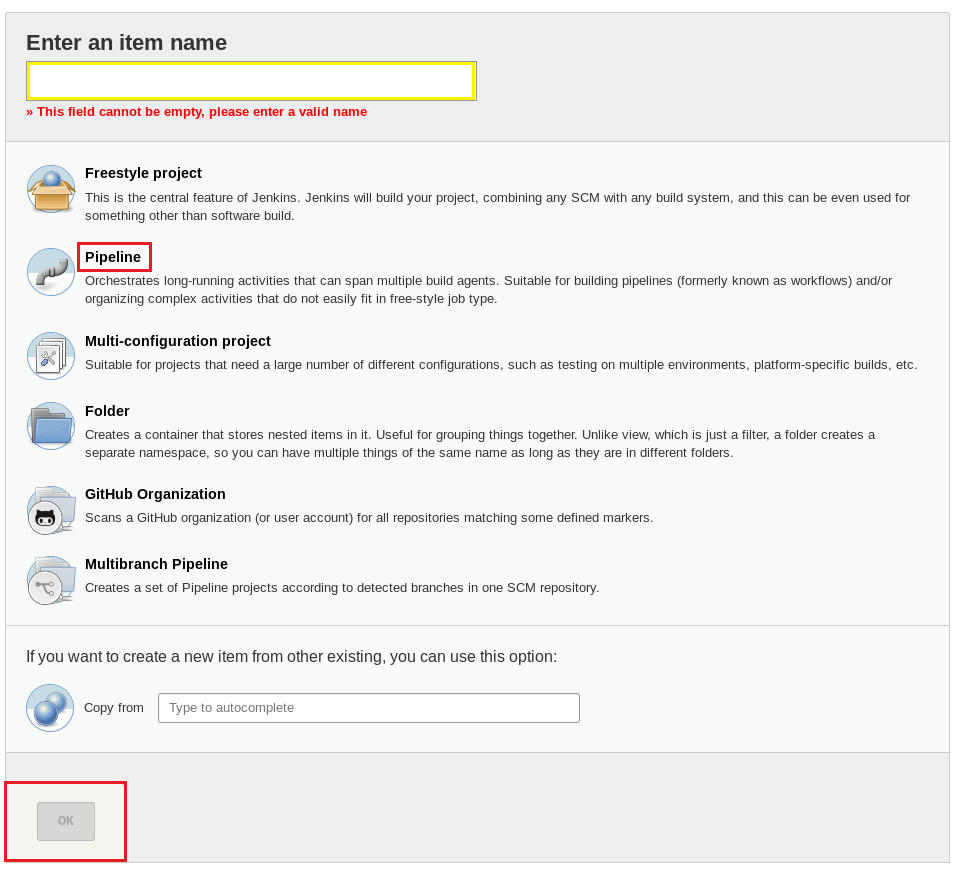 Enter an item name
» This field cannot be empty, please enter a valid name
Freestyle project
This is the central feature of Jenkins. Jenkins will build your project, combining any SCM with any build system, and this can be even used for
something other than software build.
Pipeline
Orchestrates long-running activities that can span multiple build agents. Suitable for building pipelines (formerly known as workflows) and/or
organizing complex activities that do not easily fit in free-style job type.
Multi-configuration project
Suitable for projects that need a large number of different configurations, such as testing on multiple environments, platform-specific builds, etc.
Folder
Creates a container that stores nested items in it. Useful for grouping things together. Unlike view, which is just a filter, a folder creates a
separate namespace, so you can have multiple things of the same name as long as they are in different folders.
GitHub Organization
Scans a GitHub organization (or user account) for all repositories matching some defined markers.
Multibranch Pipeline
Creates a set of Pipeline projects according to detected branches in one SCM repository.
If you want to create a new item from other existing, you can use this option:
Copy from Type to autocomplete
OK